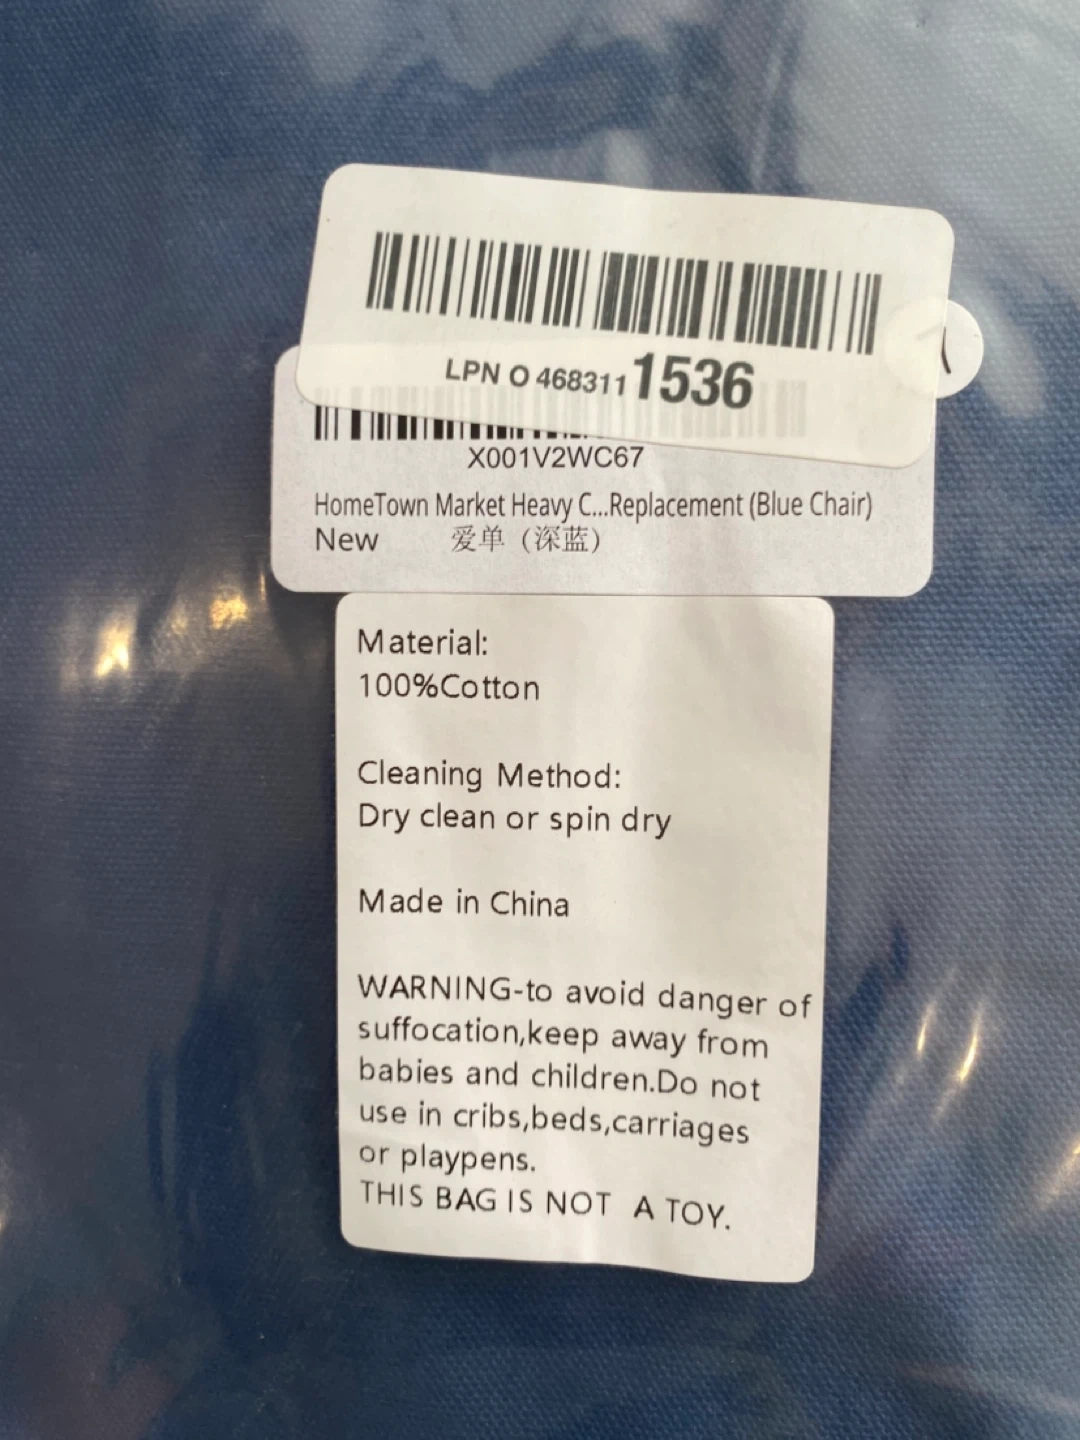 LPN O 4683111536
X001V2WC67
HomeTown Market Heavy C...Replacement (Blue Chair)
New 爱单（深蓝）
Material:
100%Cotton
Cleaning Method:
Dry clean or spin dry
Made in China
WARNING-to avoid danger of
suffocation,keep away from
babies and children.Do not
use in cribs,beds,carriages
or playpens.
THIS BAG IS NOT A TOY.